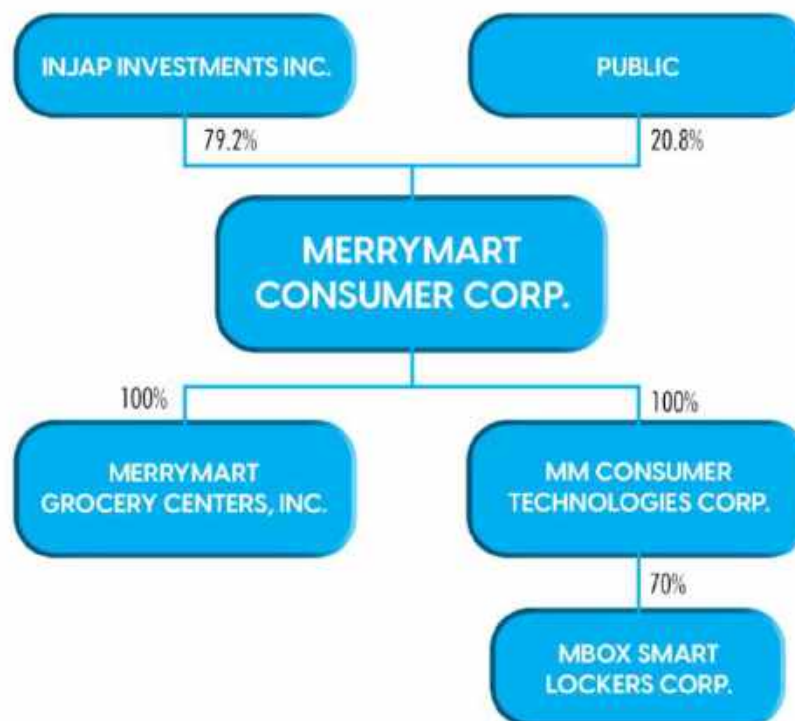 INJAP INVESTMENTS INC.
PUBLIC
79.2%
20.8%
MERRYMART
CONSUMER CORP.
100%
100%
MERRYMART
GROCERY CENTERS, INC.
MM CONSUMER
TECHNOLOGIES CORP.
70%
MBOX SMART
LOCKERS CORP.